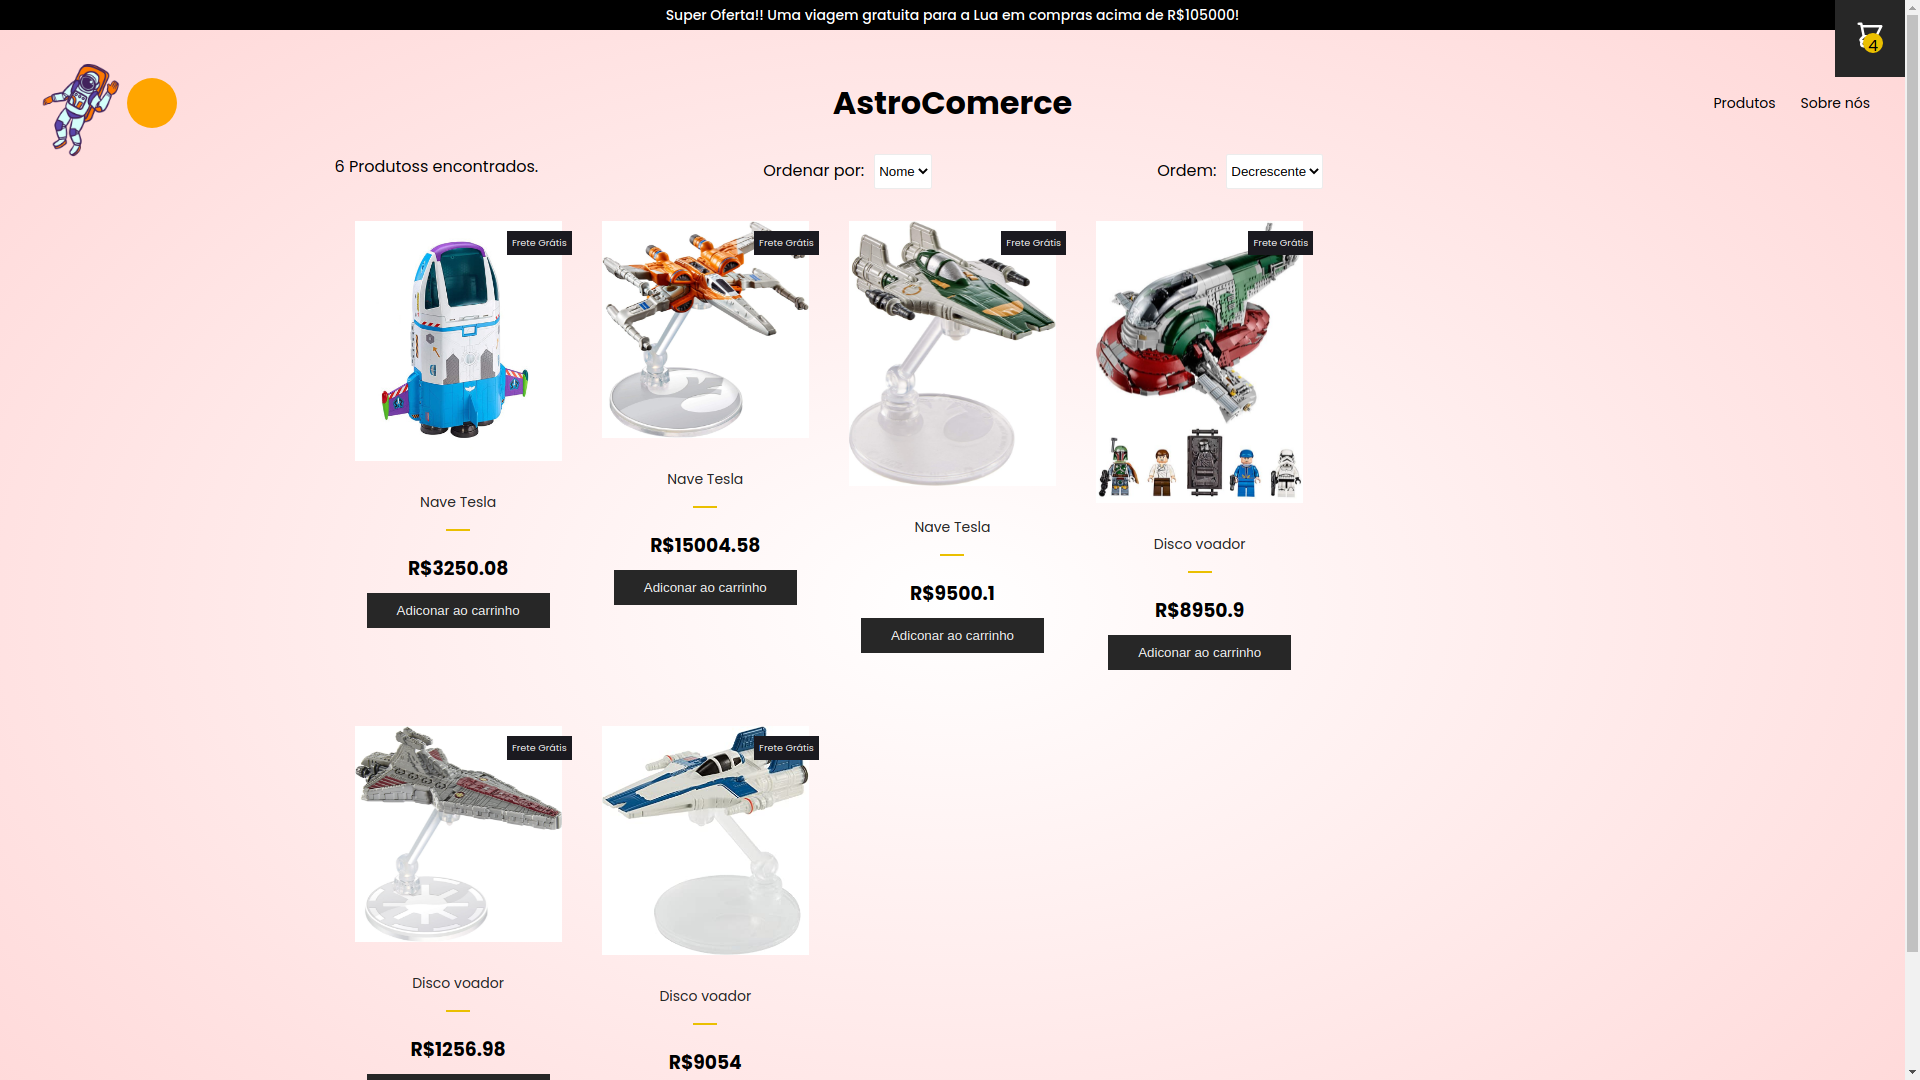 Super Oferta!! Uma viagem gratuita para a Lua em compras acima de R$105000!
4
AstroComerce
Produtos
Sobre nós
6 Produtoss encontrados.
Ordenar por:
Nome
Ordem:
Decrescente
Frete Grátis
Nave Tesla
R$3250.08
Adiconar ao carrinho
Frete Grátis
Nave Tesla
R$15004.58
Adiconar ao carrinho
Frete Grátis
Nave Tesla
R$9500.1
Adiconar ao carrinho
Frete Grátis
Disco voador
R$8950.9
Adiconar ao carrinho
Frete Grátis
Disco voador
R$1256.98
Frete Grátis
Disco voador
R$9054